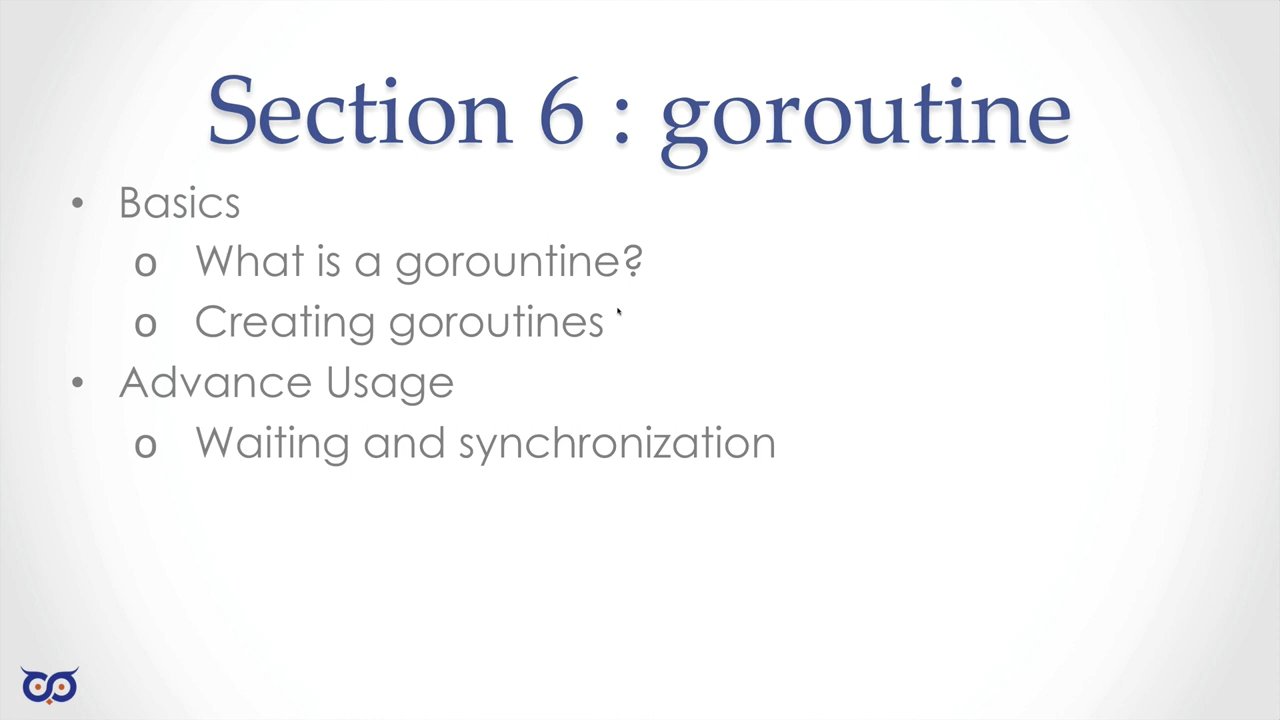 Section 6 : goroutine
• Basics
o What is a gorountine?
o Creating goroutines
• Advance Usage
o Waiting and synchronization